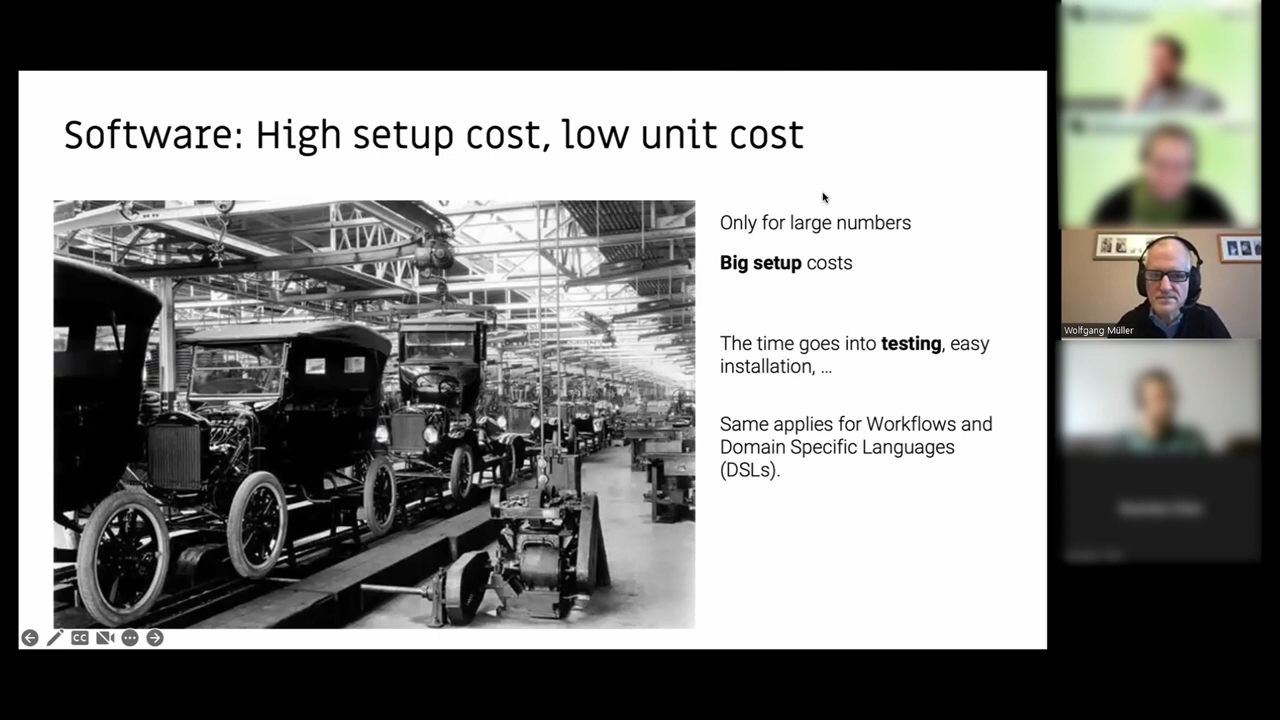 Software: High setup cost, low unit cost
Only for large numbers
Big setup costs
The time goes into testing, easy
installation, ...
Same applies for Workflows and
Domain Specific Languages
(DSLs).
CC
Wolfgang Müller